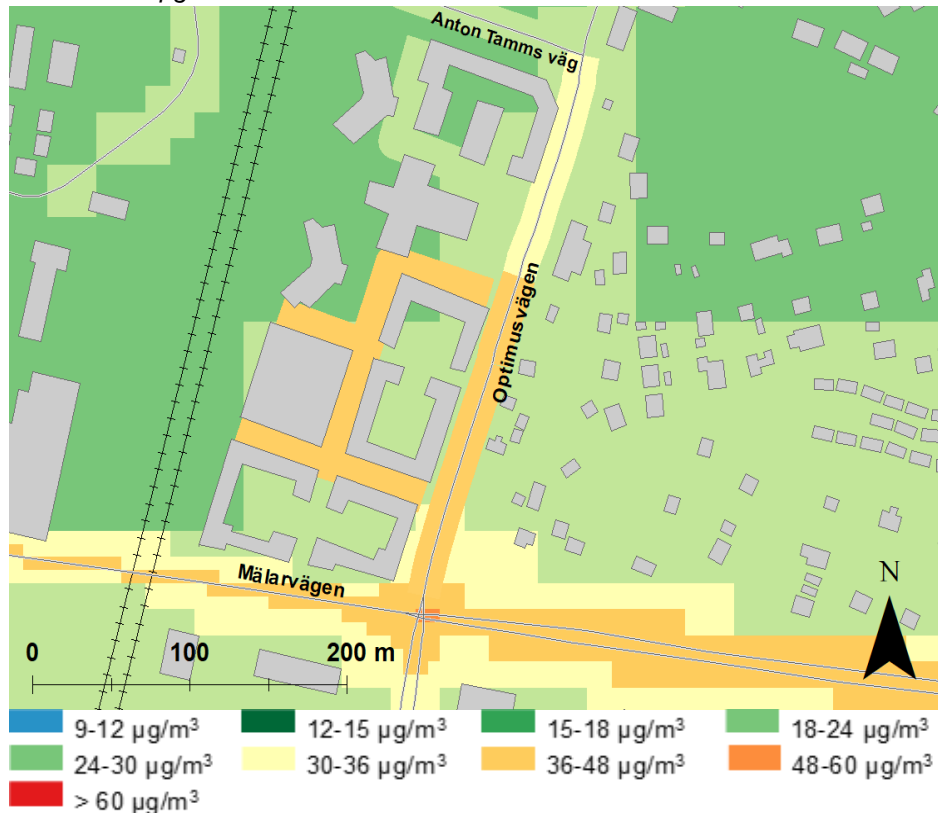 µg
Anton Tamms väg
Optimusvägen
Mälarvägen
N
0 100 200 m
9-12 µg/m³ 12-15 µg/m³ 15-18 µg/m³ 18-24 µg/m³
24-30 µg/m³ 30-36 µg/m³ 36-48 µg/m³ 48-60 µg/m³
> 60 µg/m³